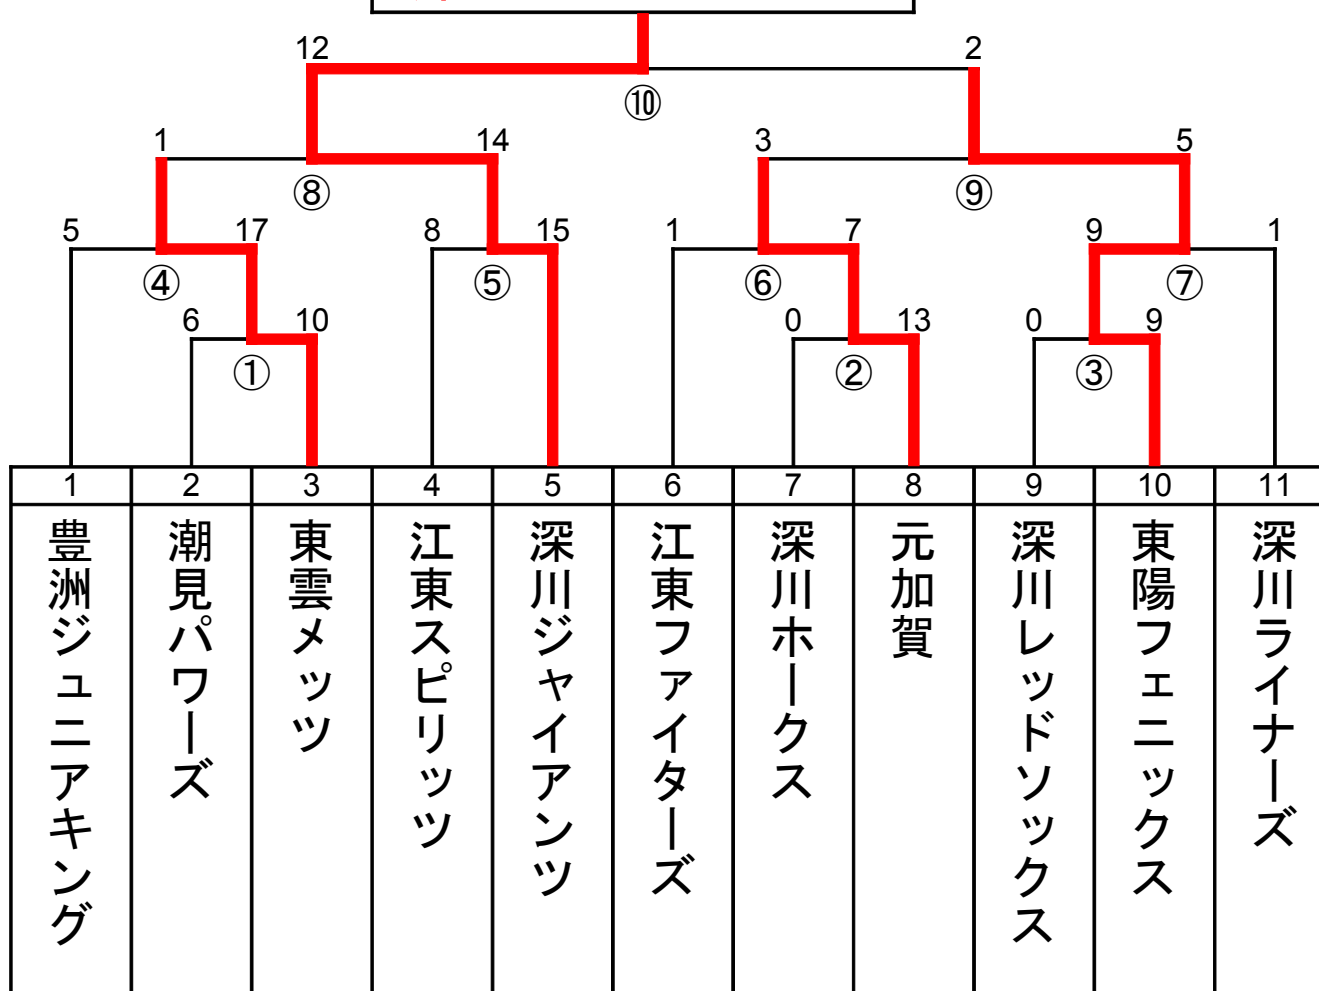 12 2
⑩
1 14 3 5
⑧ ⑨
5 17 8 15 1 7 9 1
④ ⑤ ⑥ ⑦
6 10 0 13 0 9
① ② ③
1 2 3 4 5 6 7 8 9 10 11
豊洲ジュニアキング
潮見パワーズ
東雲メッツ
江東スピリッツ
深川ジャイアンツ
江東ファイターズ
深川ホークス
元加賀
深川レッドソックス
東陽フェニックス
深川ライナーズ